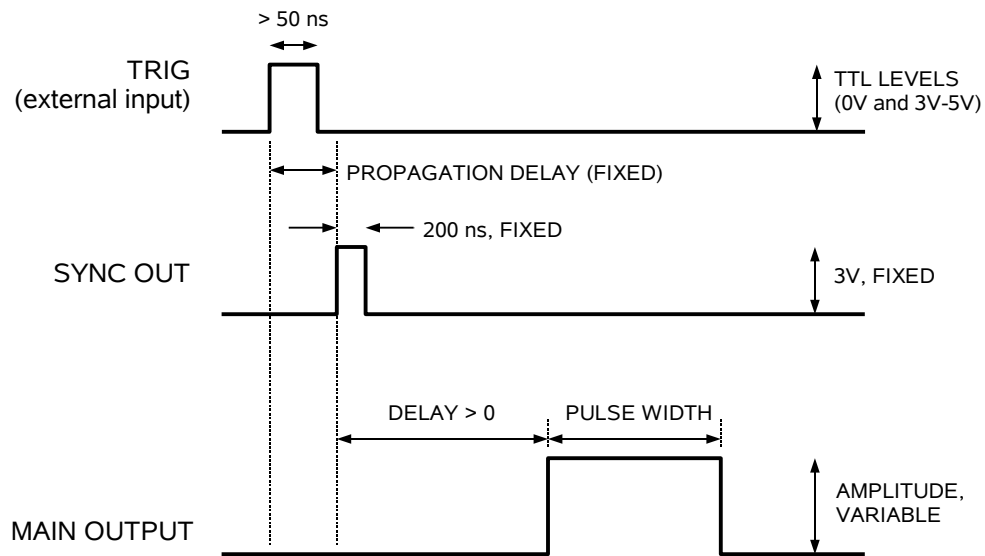 > 50 ns
TRIG
(external input)
TTL LEVELS
(0V and 3V-5V)
PROPAGATION DELAY (FIXED)
200 ns, FIXED
SYNC OUT
3V, FIXED
DELAY > 0
PULSE WIDTH
MAIN OUTPUT
AMPLITUDE,
VARIABLE